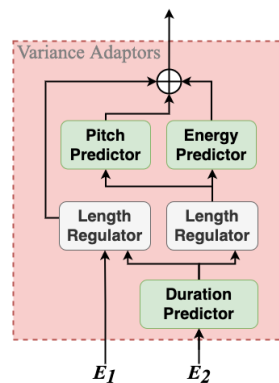 Variance Adaptors
Pitch Predictor
Energy Predictor
Length Regulator
Length Regulator
Duration Predictor
E1
E2